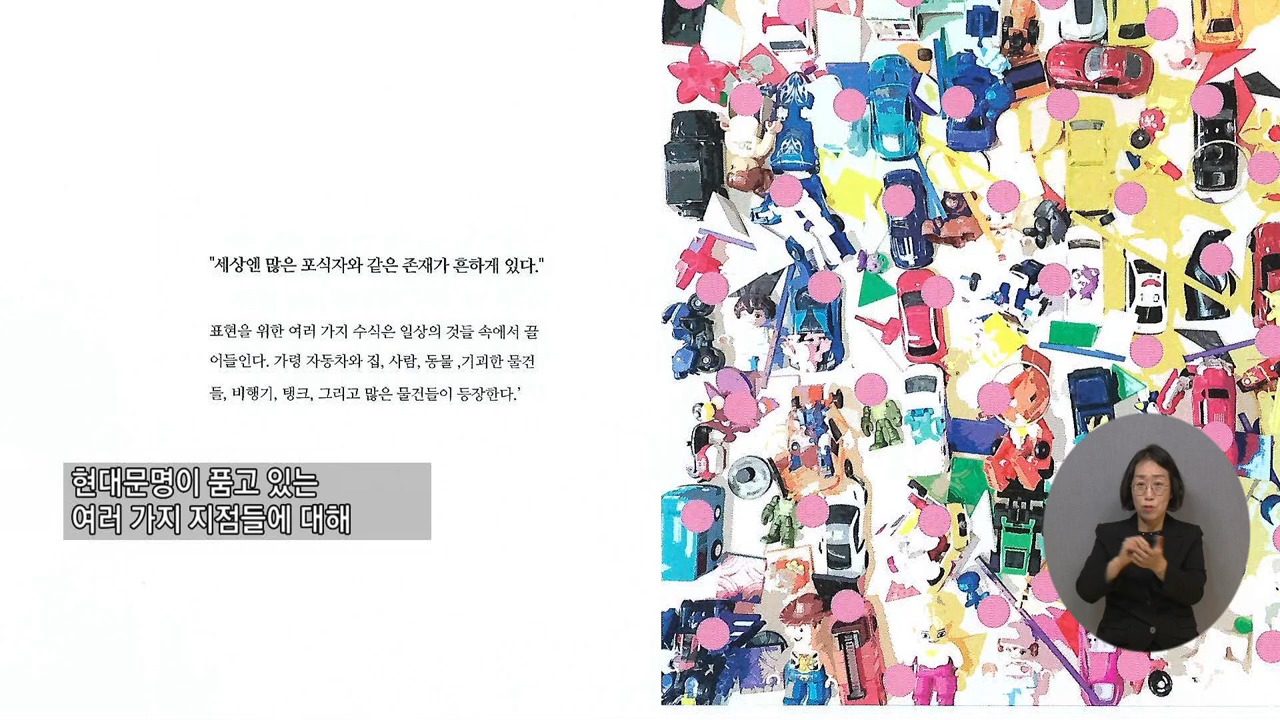 "세상엔 많은 포식자와 같은 존재가 흔하게 있다."
표현을 위한 여러 가지 수식은 일상의 것들 속에서 끌
어들인다. 가령 자동차와 집, 사람, 동물 ,기괴한 물건
들, 비행기, 탱크, 그리고 많은 물건들이 등장한다.'
현대문명이 품고 있는
여러 가지 지점들에 대해